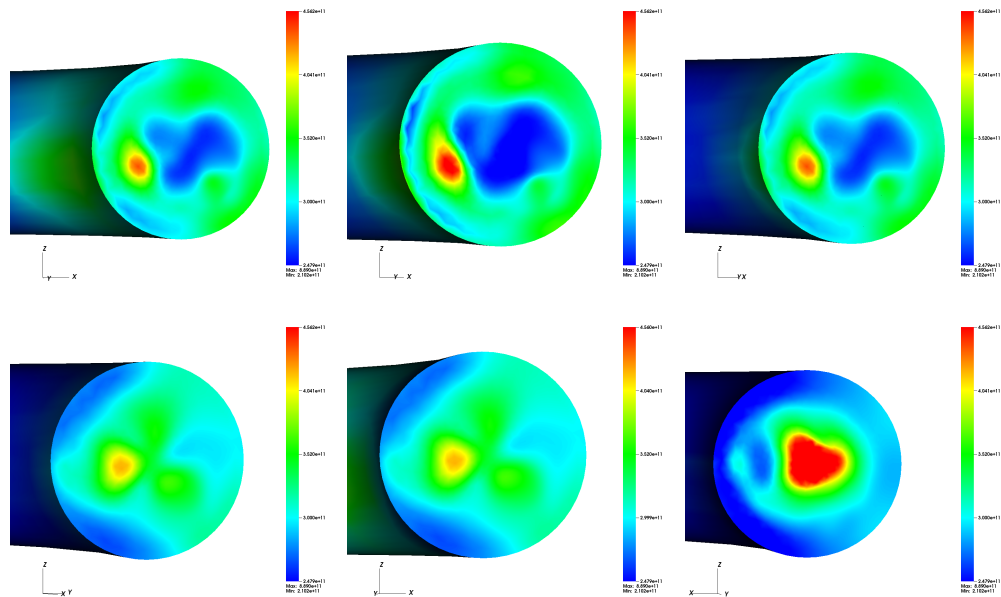 4.562e+11
4.041e+11
3.520e+11
3.000e+11
2.479e+11
Max: 8.890e+11
Min: 2.102e+11
Z
Y X
4.562e+11
4.041e+11
3.520e+11
3.000e+11
2.479e+11
Max: 8.890e+11
Min: 2.102e+11
Z
Y X
4.562e+11
4.041e+11
3.520e+11
3.000e+11
2.479e+11
Max: 8.890e+11
Min: 2.102e+11
Z
YX
4.562e+11
4.041e+11
3.520e+11
3.000e+11
2.479e+11
Max: 8.890e+11
Min: 2.102e+11
Z
X Y
4.560e+11
4.040e+11
3.520e+11
2.999e+11
2.479e+11
Max: 8.890e+11
Min: 2.102e+11
Z
Y X
4.562e+11
4.041e+11
3.520e+11
3.000e+11
2.479e+11
Max: 8.890e+11
Min: 2.102e+11
Z
X Y